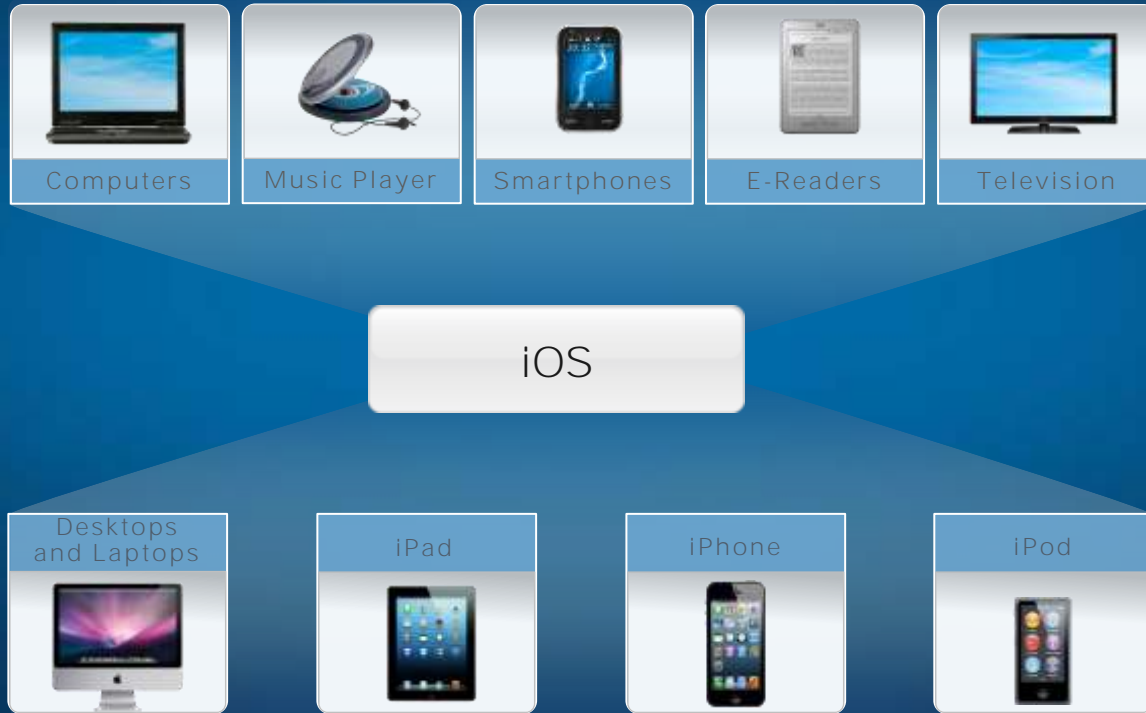 Computers
Music Player
Smartphones
E-Readers
Television
iOS
Desktops
and Laptops
iPad
iPhone
iPod